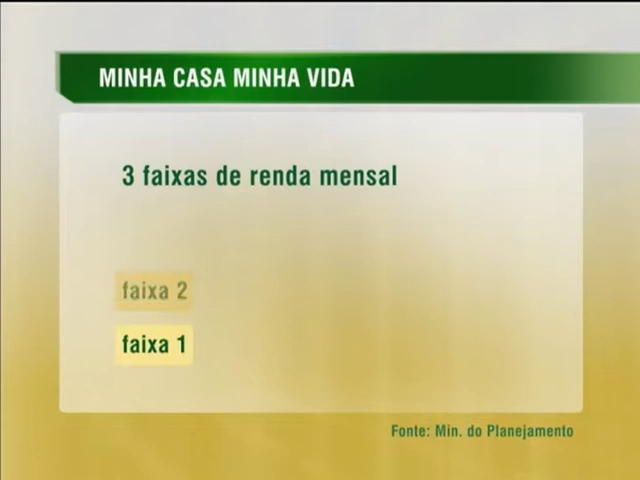 MINHA CASA MINHA VIDA
3 faixas de renda mensal
faixa 2
faixa 1
Fonte: Min. do Planejamento